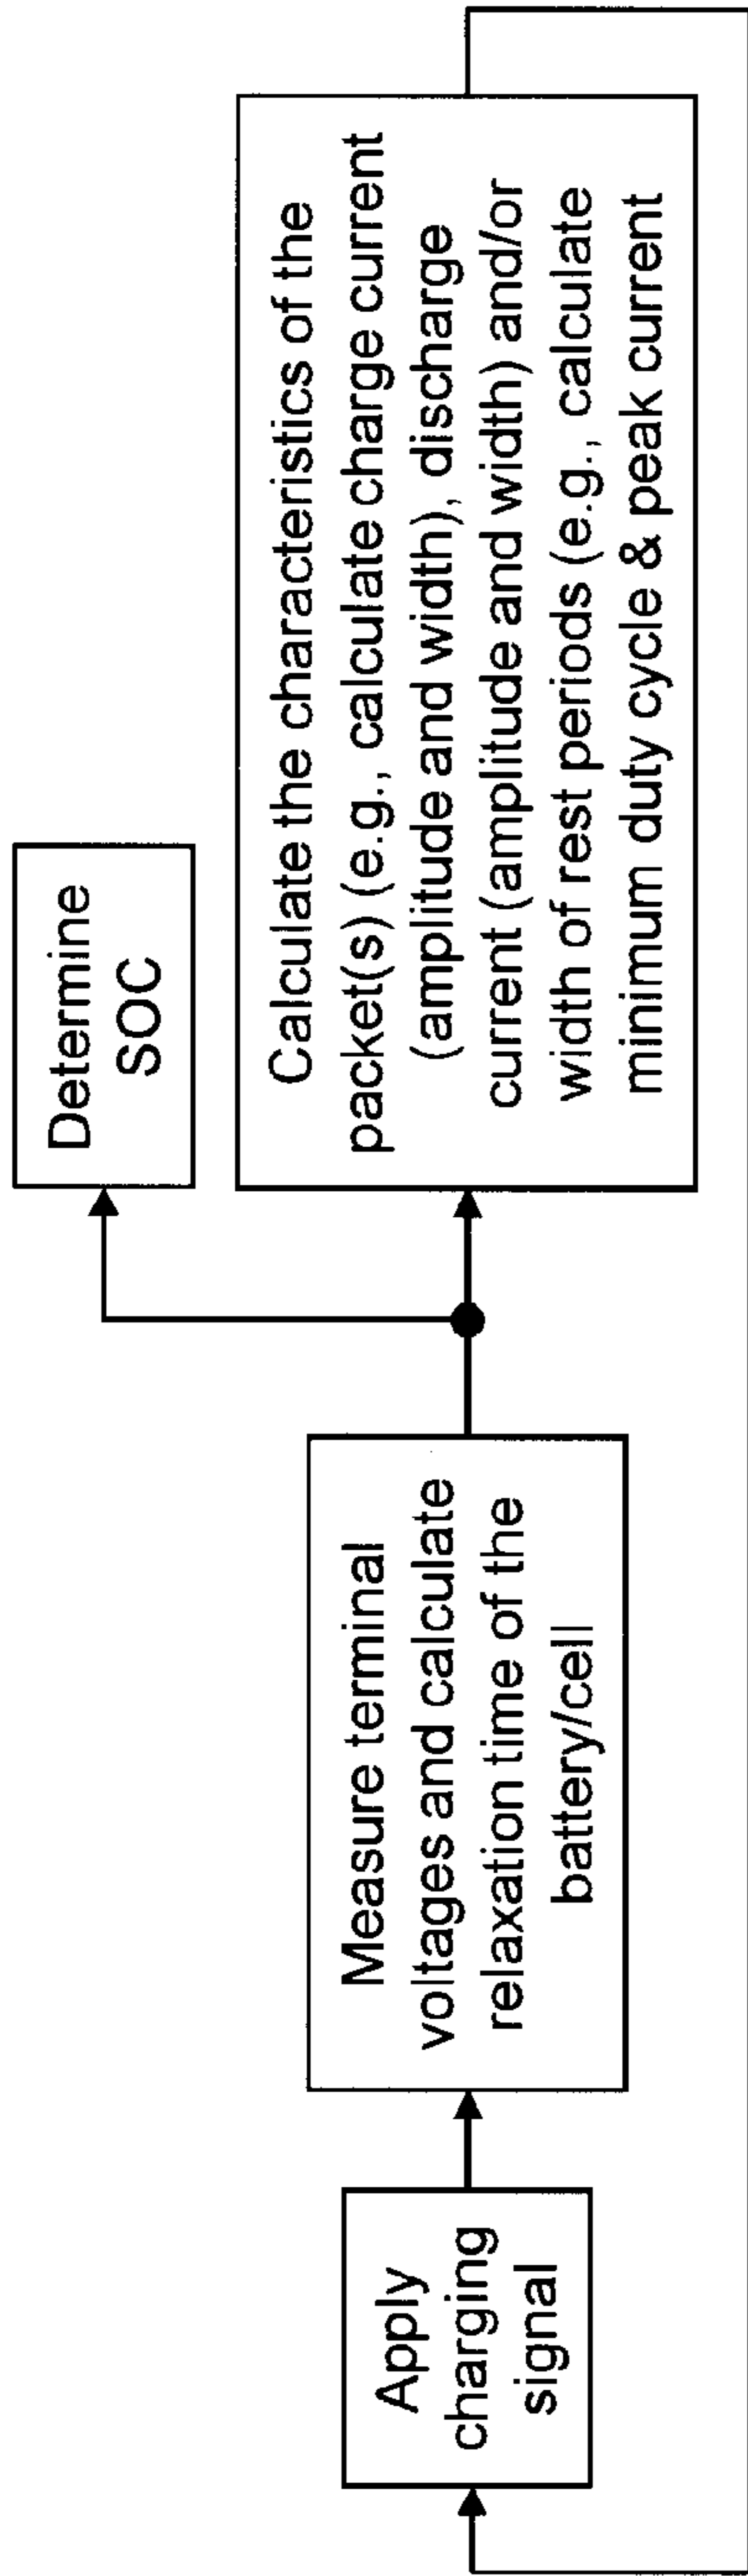 Apply
charging
signal
Measure terminal
voltages and calculate
relaxation time of the
battery/cell
Determine
SOC
Calculate the characteristics of the
packet(s) (e.g., calculate charge current
(amplitude and width), discharge
current (amplitude and width) and/or
width of rest periods (e.g., calculate
minimum duty cycle & peak current